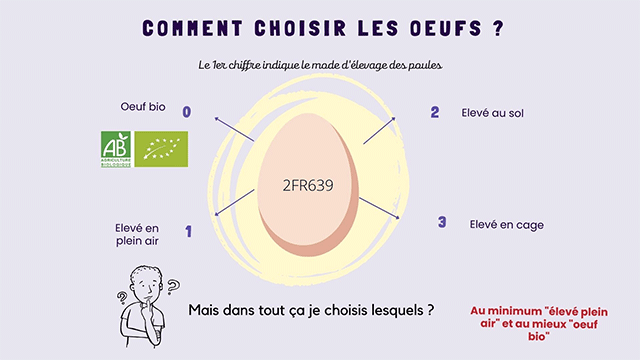 COMMENT CHOISIR LES OEUFS ?
Le 1er chiffre indique le mode d'élevage des poules
Oeuf bio 0
2 Elevé au sol
AB
AGRICULTURE
BIOLOGIQUE
2FR639
Elevé en
plein air 1
3 Elevé en cage
? ?
Mais dans tout ça je choisis lesquels ?
Au minimum "élevé plein
air" et au mieux "oeuf
bio"